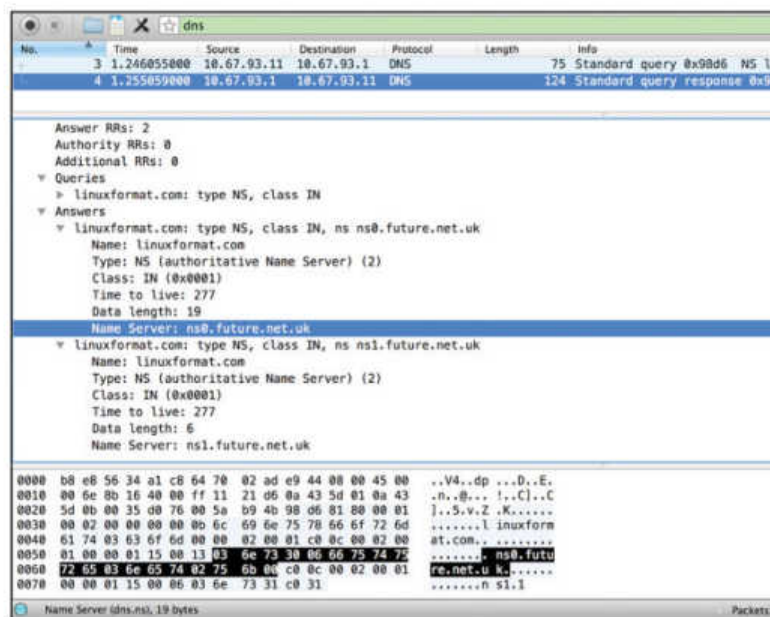 dns
No. Time Source Destination Protocol Length Info
3 1.246055000 10.67.93.11 10.67.93.1 DNS 75 Standard query 0x98d6 NS l
4 1.255059000 10.67.93.1 10.67.93.11 DNS 124 Standard query response 0x9
Answer RRs: 2
Authority RRs: 0
Additional RRs: 0
Queries
linuxformat.com: type NS, class IN
Answers
linuxformat.com: type NS, class IN, ns ns0.future.net.uk
Name: linuxformat.com
Type: NS (authoritative Name Server) (2)
Class: IN (0x0001)
Time to live: 277
Data length: 19
Name Server: ns0.future.net.uk
linuxformat.com: type NS, class IN, ns ns1.future.net.uk
Name: linuxformat.com
Type: NS (authoritative Name Server) (2)
Class: IN (0x0001)
Time to live: 277
Data length: 6
Name Server: ns1.future.net.uk
0000 b8 e8 56 34 a1 c8 64 70 02 ad e9 44 08 00 45 00 ..V4..dp ...D..E.
0010 00 6e 8b 16 40 00 ff 11 21 d6 0a 43 5d 01 0a 43 .n..@... !..C]..C
0020 5d 0b 00 35 d0 76 00 5a b9 4b 98 d6 81 80 00 01 ]..5.v.Z .K......
0030 00 02 00 00 00 00 0b 6c 69 6e 75 78 66 6f 72 6d .......l inuxform
0040 61 74 03 63 6f 6d 00 00 02 00 01 c0 0c 00 02 00 at.com.. ........
0050 01 00 00 01 15 00 13 03 6e 73 30 06 66 75 74 75 ........ ns0.futu
0060 72 65 03 6e 65 74 02 75 6b 00 c0 0c 00 02 00 01 re.net.u k.......
0070 00 00 01 15 00 06 03 6e 73 31 c0 31 .......n s1.1
Name Server (dns.ns), 19 bytes Packets